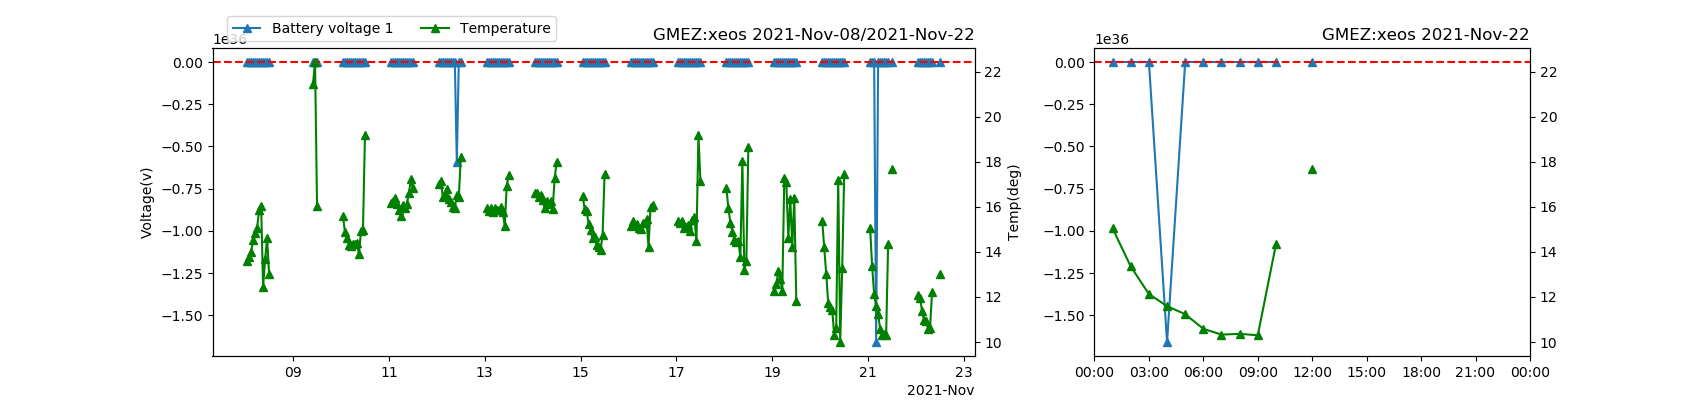 Battery voltage 1 Temperature
GMEZ:xeos 2021-Nov-08/2021-Nov-22
1e36
0.00
−0.25
−0.50
−0.75
−1.00
−1.25
−1.50
Voltage(v)
22
20
18
16
14
12
10
Temp(deg)
09 11 13 15 17 19 21 23
2021-Nov
GMEZ:xeos 2021-Nov-22
1e36
0.00
−0.25
−0.50
−0.75
−1.00
−1.25
−1.50
22
20
18
16
14
12
10
00:00 03:00 06:00 09:00 12:00 15:00 18:00 21:00 00:00